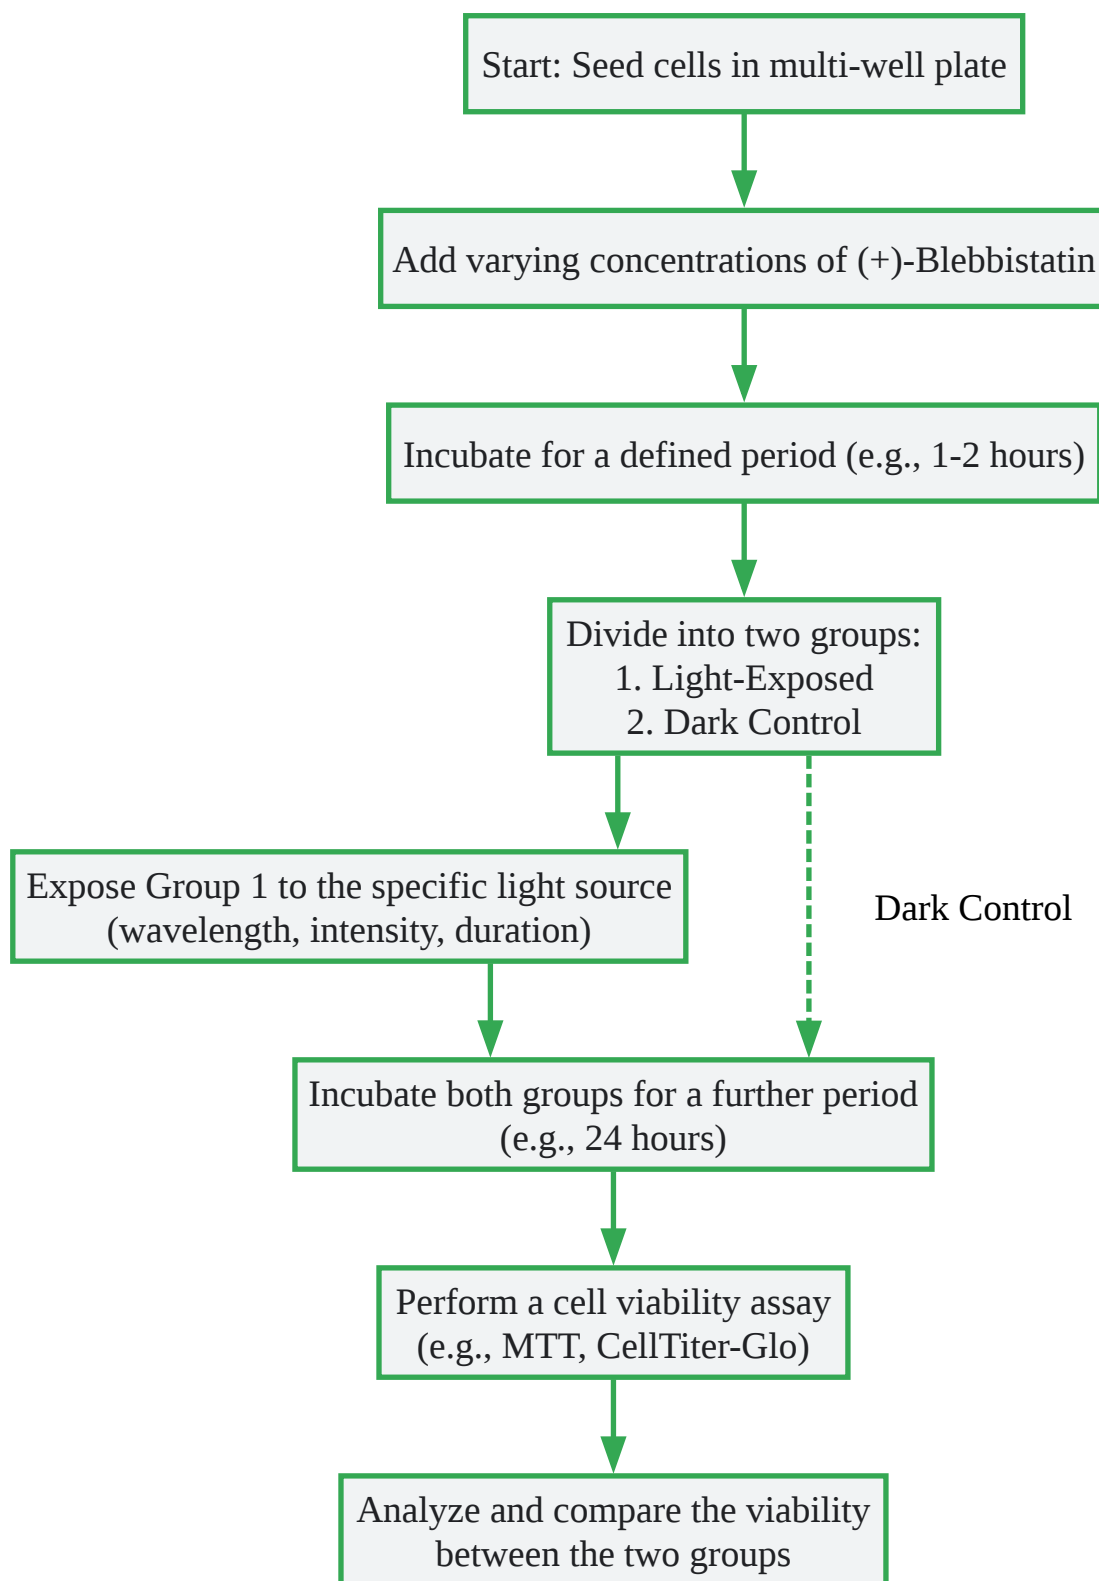 Start: Seed cells in multi-well plate
Add varying concentrations of (+)-Blebbistatin
Incubate for a defined period (e.g., 1-2 hours)
Divide into two groups:
1. Light-Exposed
2. Dark Control
Expose Group 1 to the specific light source
(wavelength, intensity, duration)
Dark Control
Incubate both groups for a further period
(e.g., 24 hours)
Perform a cell viability assay
(e.g., MTT, CellTiter-Glo)
Analyze and compare the viability
between the two groups